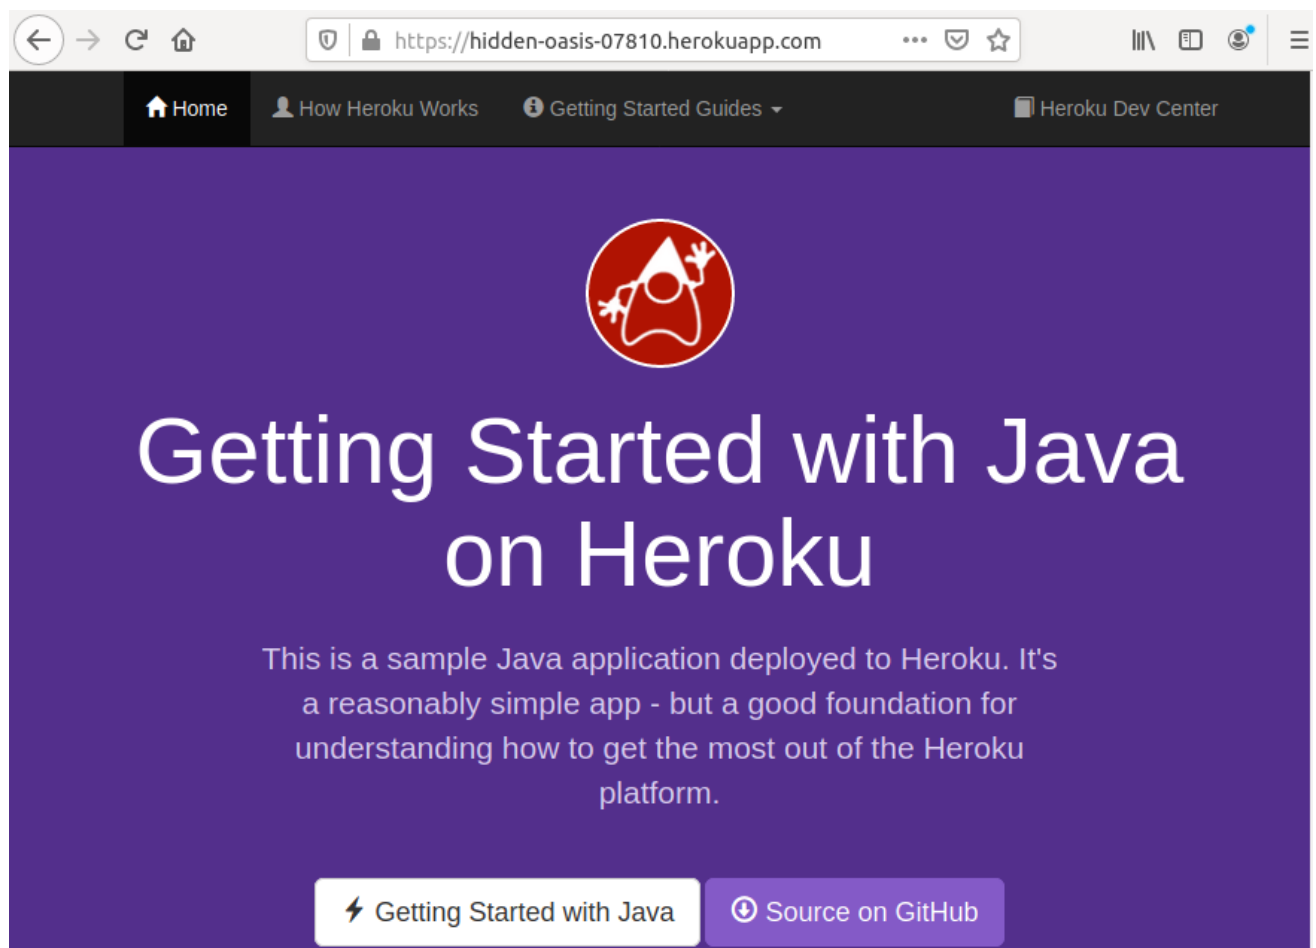 https://hidden-oasis-07810.herokuapp.com
Home How Heroku Works Getting Started Guides Heroku Dev Center
Getting Started with Java
on Heroku
This is a sample Java application deployed to Heroku. It's
a reasonably simple app - but a good foundation for
understanding how to get the most out of the Heroku
platform.
Getting Started with Java Source on GitHub